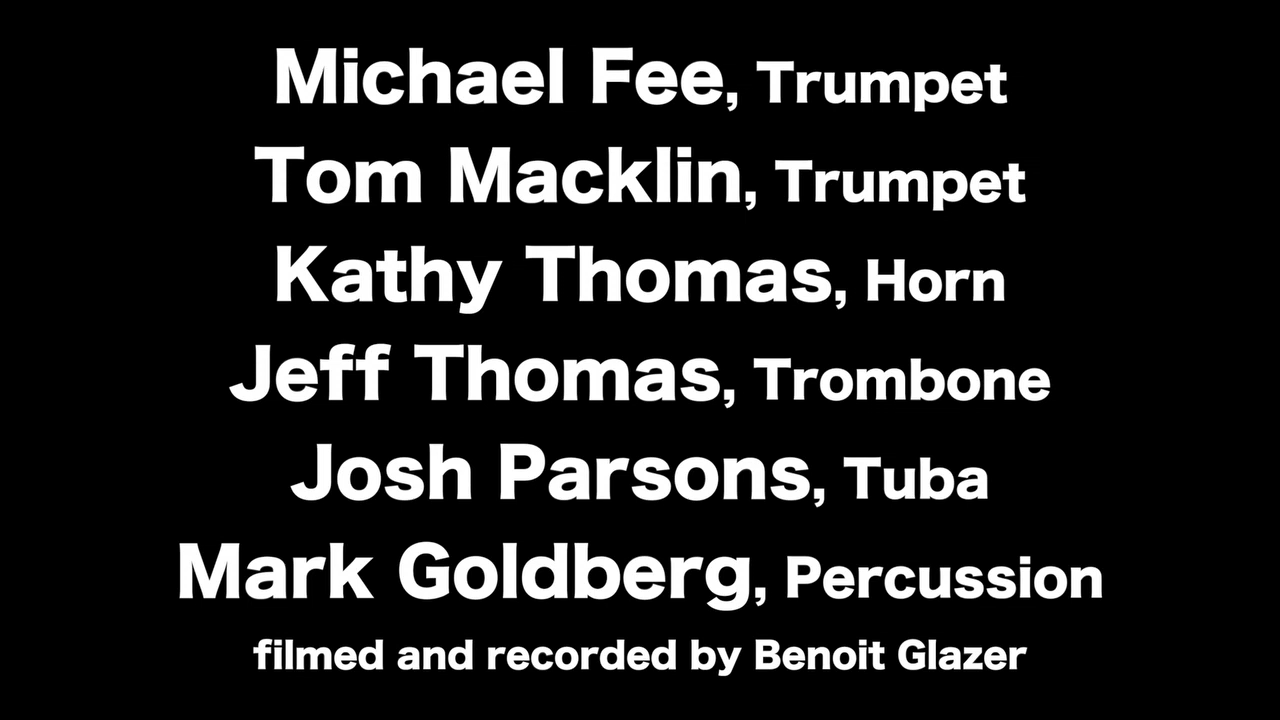 Michael Fee, Trumpet
Tom Macklin, Trumpet
Kathy Thomas, Horn
Jeff Thomas, Trombone
Josh Parsons, Tuba
Mark Goldberg, Percussion
filmed and recorded by Benoit Glazer